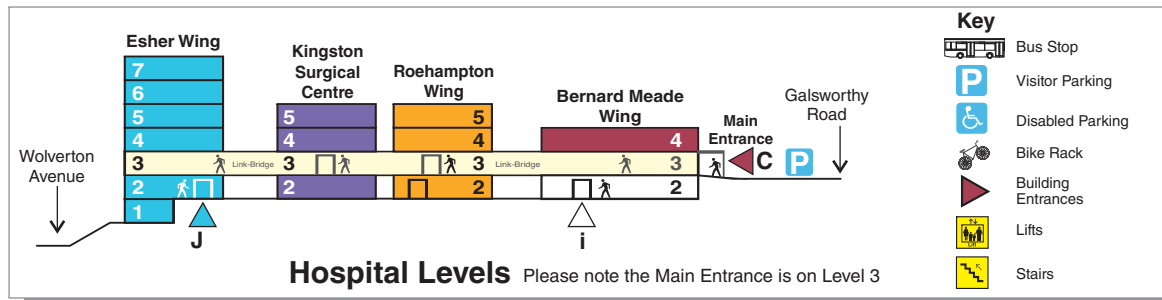 Esher Wing
7
6
5
4
3
2
1
Wolverton
Avenue
J
Link-Bridge
Kingston
Surgical
Centre
5
4
3
2
Roehampton
Wing
5
4
3
2
Link-Bridge
Bernard Meade
Wing
4
3
2
i
Main
Entrance
C
P
Galsworthy
Road
Hospital Levels Please note the Main Entrance is on Level 3
Key
Bus Stop
P Visitor Parking
Disabled Parking
Bike Rack
Building
Entrances
Lifts
Stairs